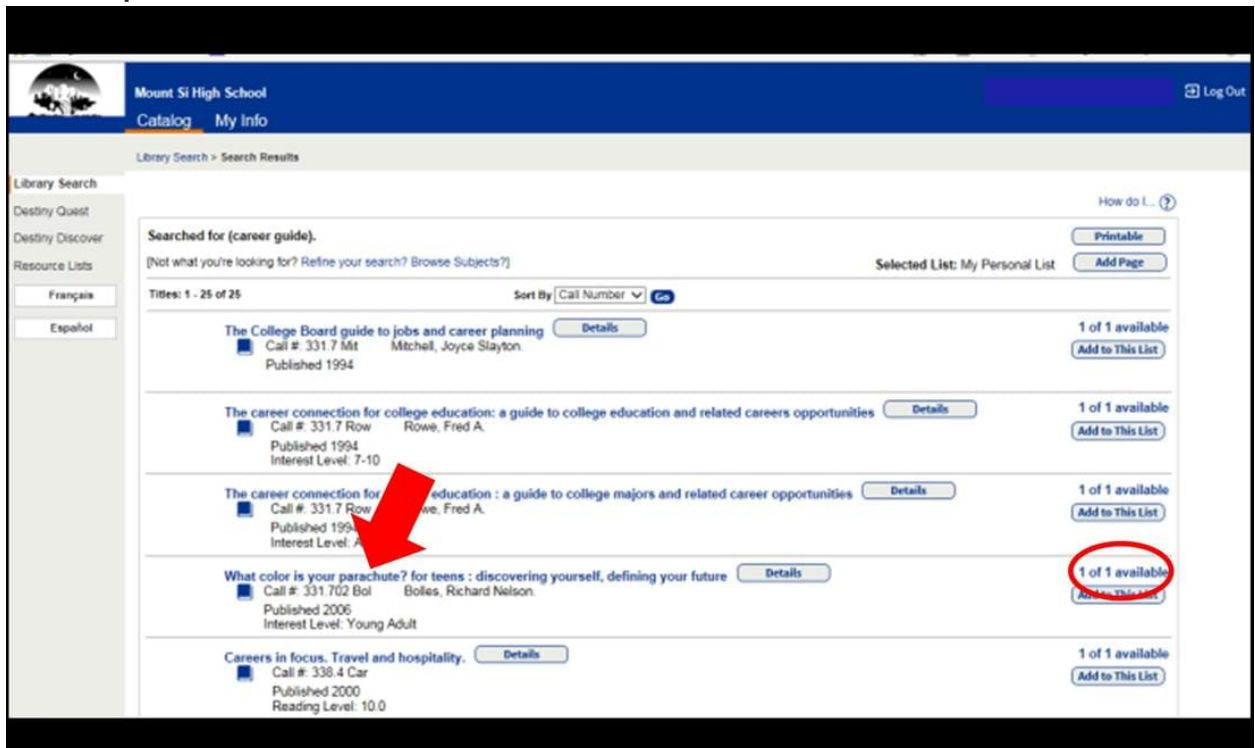 Mount Si High School
Log Out
Catalog My Info
Library Search > Search Results
Library Search
Destiny Quest
Destiny Discover
Resource Lists
Français
Español
How do I... ?
Searched for (career guide).
Printable
[Not what you're looking for? Refine your search? Browse Subjects?]
Selected List: My Personal List
Add Page
Titles: 1 - 25 of 25
Sort By Call Number Go
The College Board guide to jobs and career planning Details
1 of 1 available
Call #: 331.7 Mit Mitchell, Joyce Slayton.
Add to This List
Published 1994
The career connection for college education: a guide to college education and related careers opportunities Details
1 of 1 available
Call #: 331.7 Row Rowe, Fred A.
Add to This List
Published 1994
Interest Level: 7-10
The career connection for education : a guide to college majors and related career opportunities Details
1 of 1 available
Call #: 331.7 Row Fred A.
Add to This List
Published
Interest Level:
What color is your parachute? for teens : discovering yourself, defining your future Details
1 of 1 available
Call #: 331.702 Bol Bolles, Richard Nelson.
Add to This List
Published 2006
Interest Level: Young Adult
Careers in focus. Travel and hospitality. Details
1 of 1 available
Call #: 338.4 Car
Add to This List
Published 2000
Reading Level: 10.0